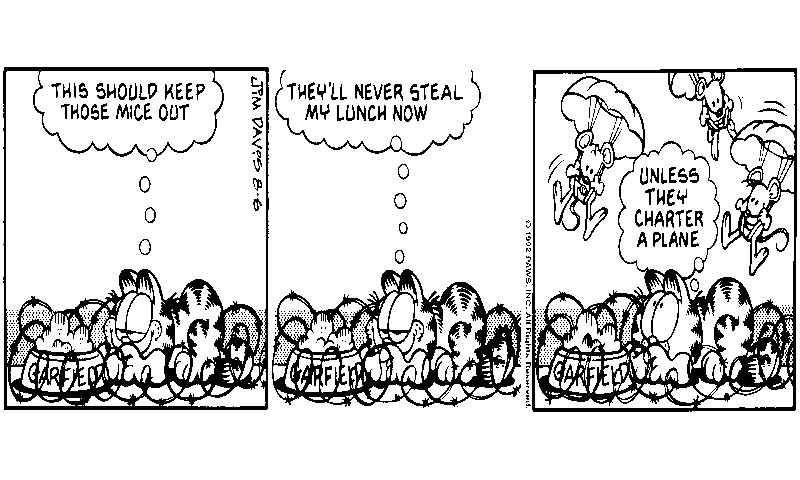 THIS SHOULD KEEP
THOSE MICE OUT
JIM DAVIS 8-6
GARFIELD
THEY'LL NEVER STEAL
MY LUNCH NOW
GARFIELD
© 1992 PAWS, INC. All Rights Reserved.
UNLESS
THEY
CHARTER
A PLANE
GARFIELD